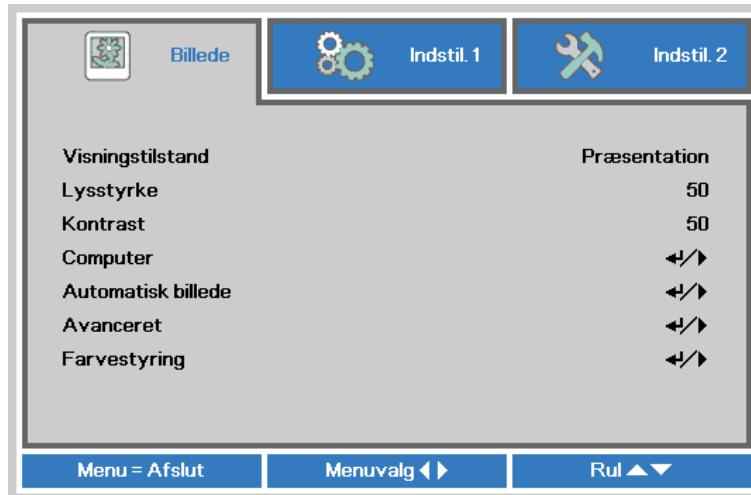 Billede Indstil. 1 Indstil. 2
Visningstilstand Præsentation
Lysstyrke 50
Kontrast 50
Computer ↵/▶
Automatisk billede ↵/▶
Avanceret ↵/▶
Farvestyring ↵/▶
Menu = Afslut Menuvalg ◀▶ Rul ▲▼